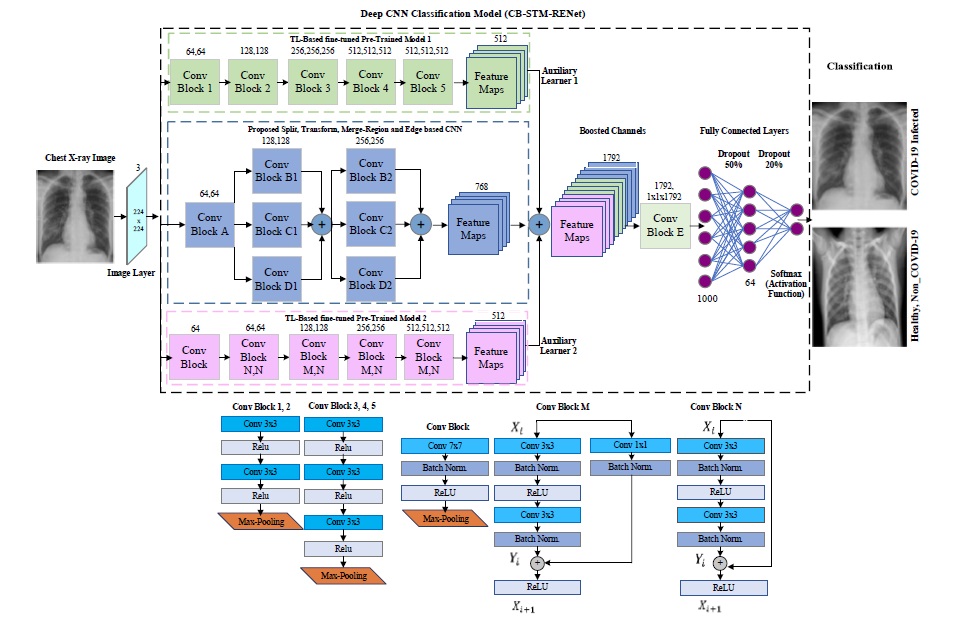 Deep CNN Classification Model (CB-STM-RENet)
TL-Based fine-tuned Pre-Trained Model 1
64,64
128,128
256,256,256
512,512,512
512,512,512
512
Conv
Block 1
Conv
Block 2
Conv
Block 3
Conv
Block 4
Conv
Block 5
Feature
Maps
Auxiliary
Learner 1
Classification
Chest X-ray Image
3
224
x
224
Image Layer
Proposed Split, Transform, Merge-Region and Edge based CNN
128,128
256,256
64,64
768
Conv
Block A
Conv
Block B1
Conv
Block C1
Conv
Block D1
+
Conv
Block B2
Conv
Block C2
Conv
Block D2
+
Feature
Maps
+
Boosted Channels
1792
Feature
Maps
1792,
1x1x1792
Conv
Block E
Fully Connected Layers
Dropout
50%
Dropout
20%
1000
64
Softmax
(Activation
Function)
COVID-19 Infected
Healthy, Non_COVID-19
TL-Based fine-tuned Pre-Trained Model 2
64
64,64
128,128
256,256
512,512,512
512
Conv
Block
Conv
Block
N,N
Conv
Block
M,N
Conv
Block
M,N
Conv
Block
M,N
Feature
Maps
Auxiliary
Learner 2
Conv Block 1, 2
Conv 3x3
Relu
Conv 3x3
Relu
Max-Pooling
Conv Block 3, 4, 5
Conv 3x3
Relu
Conv 3x3
Relu
Conv 3x3
Relu
Max-Pooling
Conv Block
Conv 7x7
Batch Norm.
ReLU
Max-Pooling
Conv Block M
Xi
Conv 3x3
Batch Norm.
ReLU
Conv 3x3
Batch Norm.
Yi
+
ReLU
Xi+1
Conv 1x1
Batch Norm.
Conv Block N
Xi
Conv 3x3
Batch Norm.
ReLU
Conv 3x3
Batch Norm.
Yi
+
ReLU
Xi+1